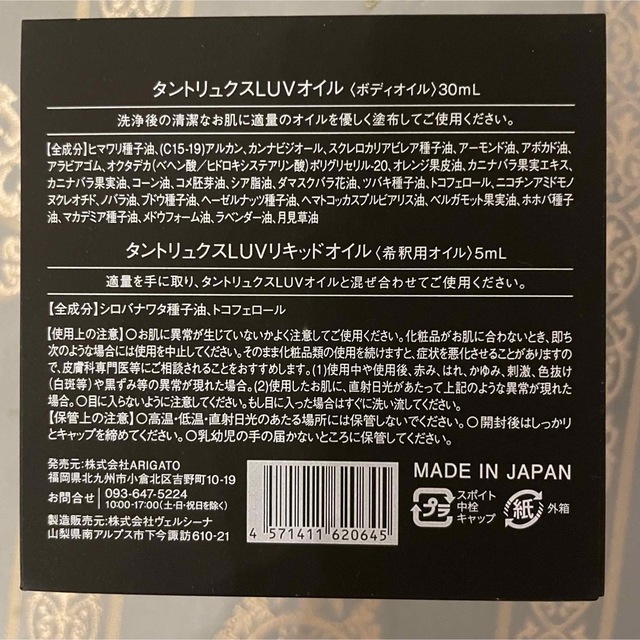 タントリュクスLUVオイル〈ボディオイル〉30mL
洗浄後の清潔なお肌に適量のオイルを優しく塗布してご使用ください。
【全成分】ヒマワリ種子油、(C15-19)アルカン、カンナビジオール、スクレロカリアビレア種子油、アーモンド油、アボカド油、
アラビアゴム、オクタデカ(ベヘン酸／ヒドロキシステアリン酸)ポリグリセリル-20、オレンジ果皮油、カニナバラ果実エキス、
カニナバラ果実油、コーン油、コメ胚芽油、シア脂油、ダマスクバラ花油、ツバキ種子油、トコフェロール、ニコチンアミドモノ
ヌクレオチド、ノバラ油、ブドウ種子油、ヘーゼルナッツ種子油、ヘマトコッカスプルビアリス油、ベルガモット果実油、ホホバ種子
油、マカデミア種子油、メドウフォーム油、ラベンダー油、月見草油
タントリュクスLUVリキッドオイル〈希釈用オイル〉5mL
適量を手に取り、タントリュクスLUVオイルと混ぜ合わせてご使用ください。
【全成分】シロバナワタ種子油、トコフェロール
【使用上の注意】〇お肌に異常が生じていないかよく注意してご使用ください。化粧品がお肌に合わないとき、即ち
次のような場合には使用を中止してください。そのまま化粧品類の使用を続けますと、症状を悪化させることがありますので、
皮膚科専門医等にご相談されることをおすすめします。(1)使用中や使用後、赤み、はれ、かゆみ、刺激、色抜け
(白斑等)や黒ずみ等の異常が現れた場合。(2)使用したお肌に、直射日光があたって上記のような異常が現れた
場合。〇目に入らないように注意してください。もし目に入った場合はすぐに洗い流してください。
【保管上の注意】〇高温・低温・直射日光のあたる場所には保管しないでください。〇開封後はしっかり
とキャップを締めてください。〇乳幼児の手の届かないところに保管してください。
発売元：株式会社ARIGATO
福岡県北九州市小倉北区吉野町10-19
お問合せ 093-647-5224
10:00-17:00(土・日・祝日を除く)
製造販売元：株式会社ヴェルシーナ
山梨県南アルプス市下今諏訪610-21
4 571411 620645
MADE IN JAPAN
プラ スポイト
中栓
キャップ
紙 外箱